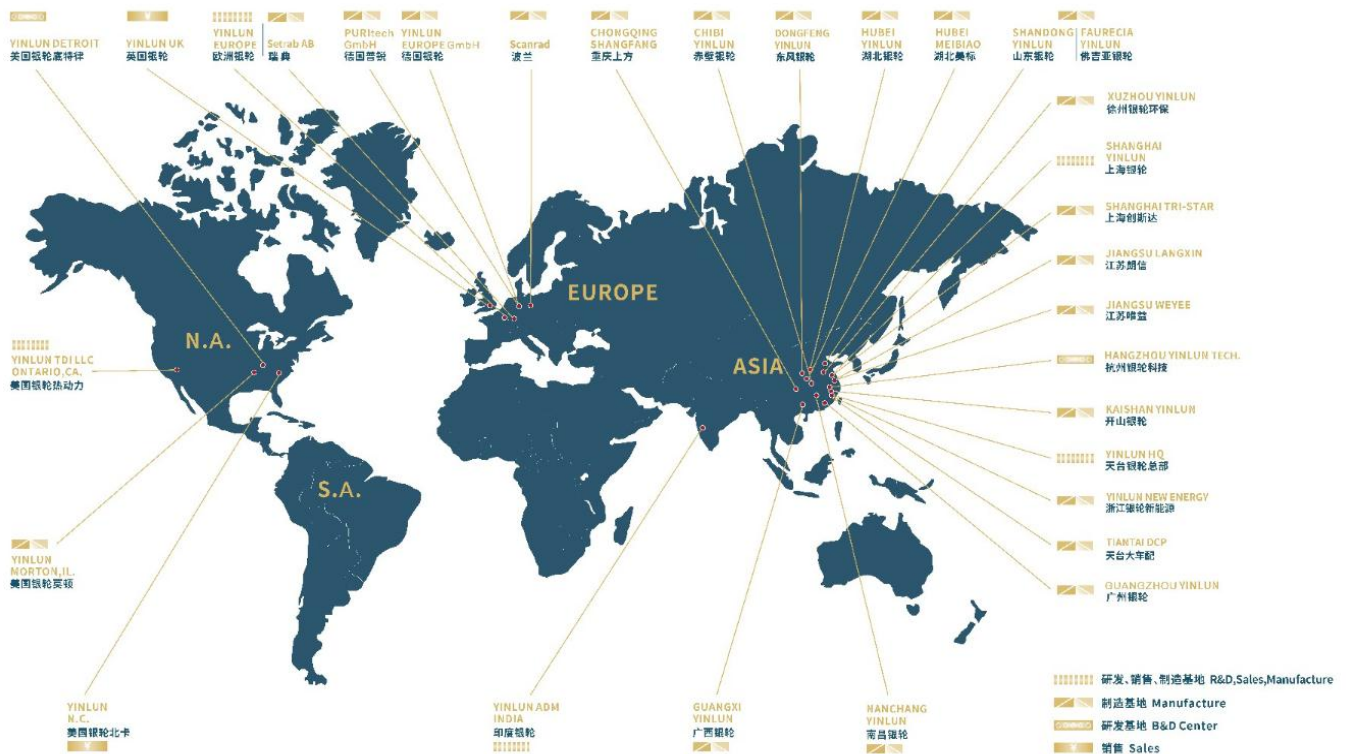 YINLUN DETROIT
美国银轮底特律
YINLUN UK
英国银轮
YINLUN
EUROPE
欧洲银轮
Setrab AB
瑞典
PURItech
GmbH
德国普锐
YINLUN
EUROPE GmbH
德国银轮
Scanrad
波兰
CHONGQING
SHANGFANG
重庆上方
CHIBI
YINLUN
赤壁银轮
DONGFENG
YINLUN
东风银轮
HUBEI
YINLUN
湖北银轮
HUBEI
MEIBIAO
湖北美标
SHANDONG
YINLUN
山东银轮
FAURECIA
YINLUN
佛吉亚银轮
XUZHOU YINLUN
徐州银轮环保
SHANGHAI
YINLUN
上海银轮
SHANGHAI TRI-STAR
上海创斯达
JIANGSU LANGXIN
江苏朗信
JIANGSU WEYEE
江苏唯益
HANGZHOU YINLUN TECH.
杭州银轮科技
KAISHAN YINLUN
开山银轮
YINLUN HQ
天台银轮总部
YINLUN NEW ENERGY
浙江银轮新能源
TIANTAI DCP
天台大车配
GUANGZHOU YINLUN
广州银轮
N.A.
EUROPE
ASIA
S.A.
YINLUN TDI LLC
ONTARIO,CA.
美国银轮热动力
YINLUN
MORTON,IL.
美国银轮莫顿
YINLUN
N.C.
美国银轮北卡
YINLUN ADM
INDIA
印度银轮
GUANGXI
YINLUN
广西银轮
NANCHANG
YINLUN
南昌银轮
研发、销售、制造基地 R&D,Sales,Manufacture
制造基地 Manufacture
研发基地 B&D Center
销售 Sales